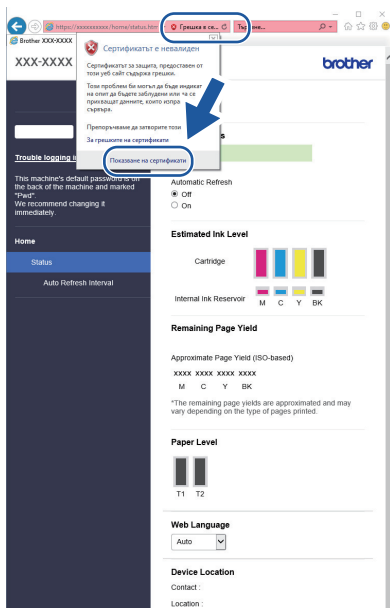 https://xxxxxxxxxx/home/status.htm
Грешка в се...
Търсене...
Brother XXX-XXXX
XXX-XXXX
brother
Сертификатът е невалиден
Сертификатът за защита, предоставен от
този уеб сайт съдържа грешки.
Този проблем би могъл да бъде индикат
на опит да бъдете заблудени или да се
прихващат данните, които изпра
сървъра.
Препоръчваме да затворите този
За грешките на сертификати
Показване на сертификати
Trouble logging i
This machine's default password is on
the back of the machine and marked
"Pwd".
We recommend changing it
immediately.
Home
Status
Auto Refresh Interval
Automatic Refresh
Off
On
Estimated Ink Level
Cartridge
Internal Ink Reservoir
M C Y BK
Remaining Page Yield
Approximate Page Yield (ISO-based)
xxxx xxxx xxxx xxxx
M C Y BK
*The remaining page yields are approximated and may
vary depending on the type of pages printed.
Paper Level
T1 T2
Web Language
Auto
Device Location
Contact :
Location :